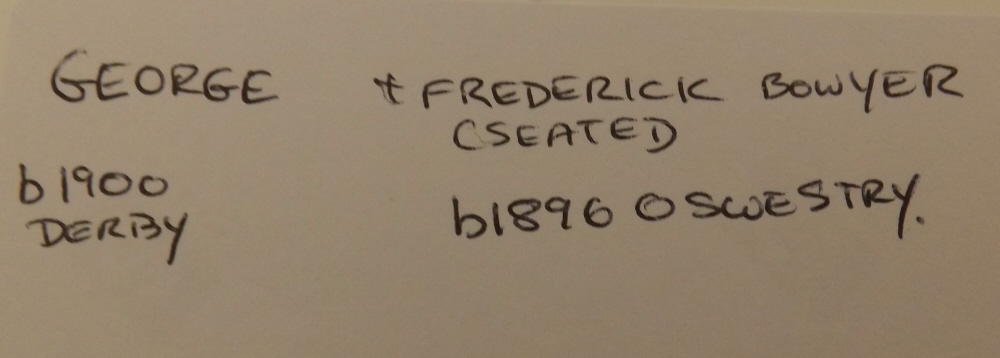 GEORGE + FREDERICK BOWYER
(SEATED
b1900
DERBY
b1896 OSWESTRY.